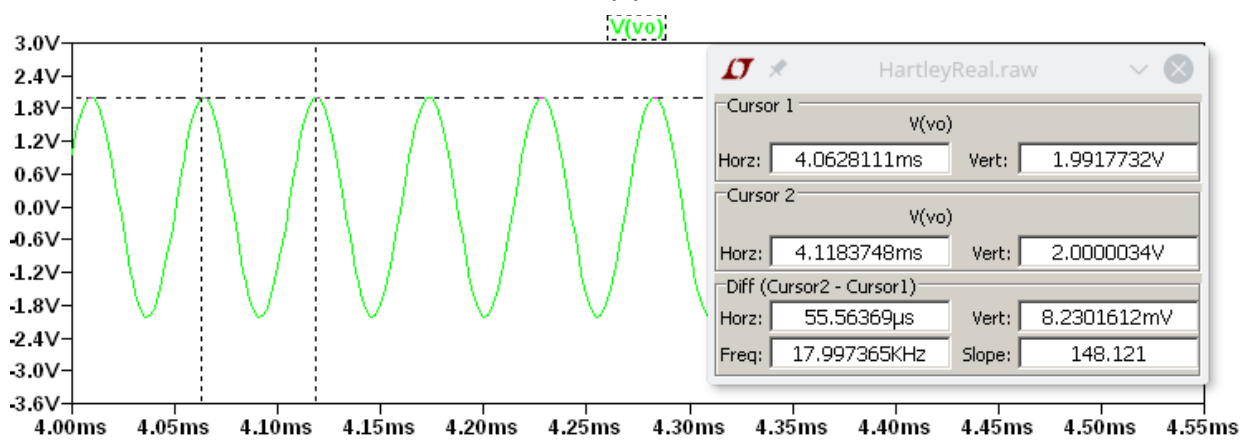 V(vo)
3.0V
2.4V
1.8V
1.2V
0.6V
0.0V
-0.6V
-1.2V
-1.8V
-2.4V
-3.0V
-3.6V
4.00ms 4.05ms 4.10ms 4.15ms 4.20ms 4.25ms 4.30ms 4.35ms 4.40ms 4.45ms 4.50ms 4.55ms
HartleyReal.raw
Cursor 1
V(vo)
Horz: 4.0628111ms Vert: 1.9917732V
Cursor 2
V(vo)
Horz: 4.1183748ms Vert: 2.0000034V
Diff (Cursor2 - Cursor1)
Horz: 55.56369µs Vert: 8.2301612mV
Freq: 17.997365KHz Slope: 148.121